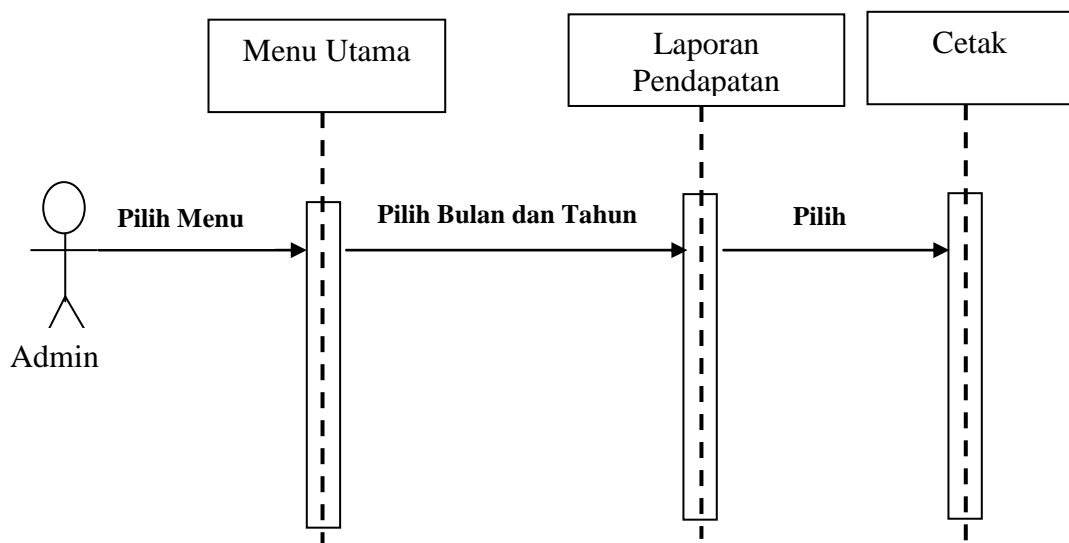 Menu Utama
Laporan
Pendapatan
Cetak
Pilih Menu
Pilih Bulan dan Tahun
Pilih
Admin